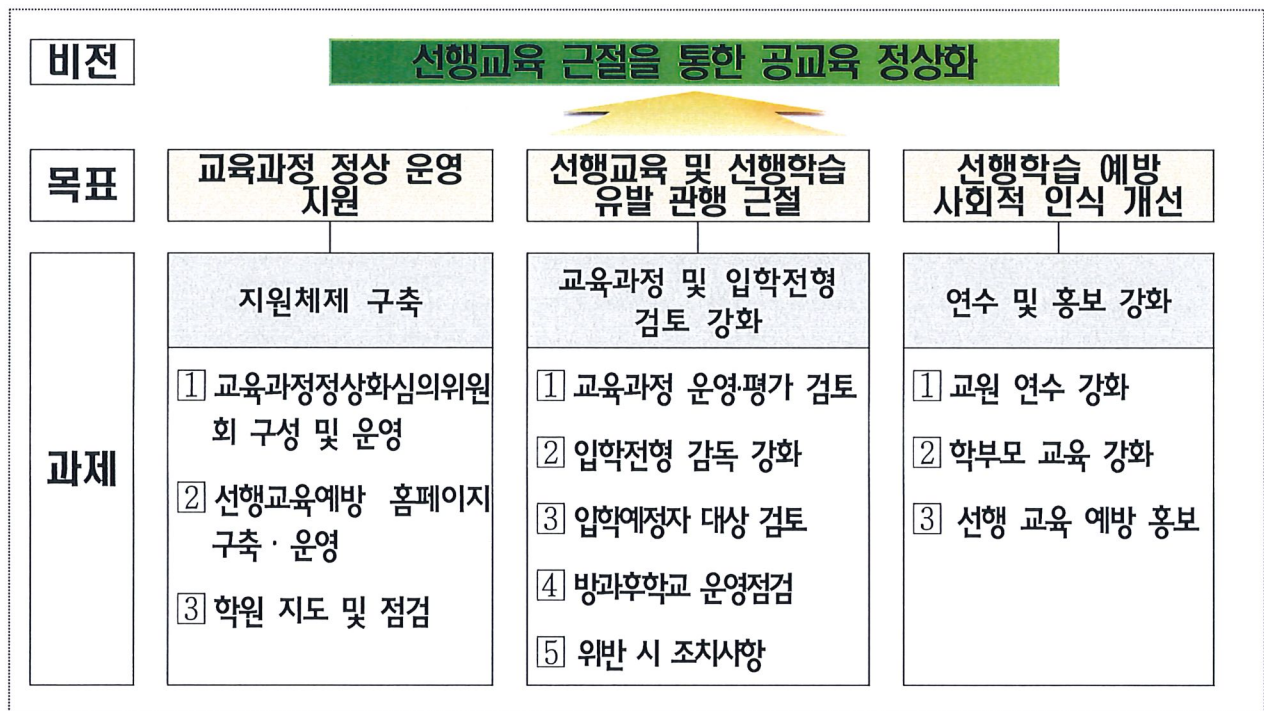 비전
선행교육 근절을 통한 공교육 정상화
목표
교육과정 정상 운영
지원
선행교육 및 선행학습
유발 관행 근절
선행학습 예방
사회적 인식 개선
과제
지원체제 구축
1 교육과정정상화심의위원
회 구성 및 운영
2 선행교육예방 홈페이지
구축·운영
3 학원 지도 및 점검
교육과정 및 입학전형
검토 강화
1 교육과정 운영·평가 검토
2 입학전형 감독 강화
3 입학예정자 대상 검토
4 방과후학교 운영점검
5 위반 시 조치사항
연수 및 홍보 강화
1 교원 연수 강화
2 학부모 교육 강화
3 선행 교육 예방 홍보